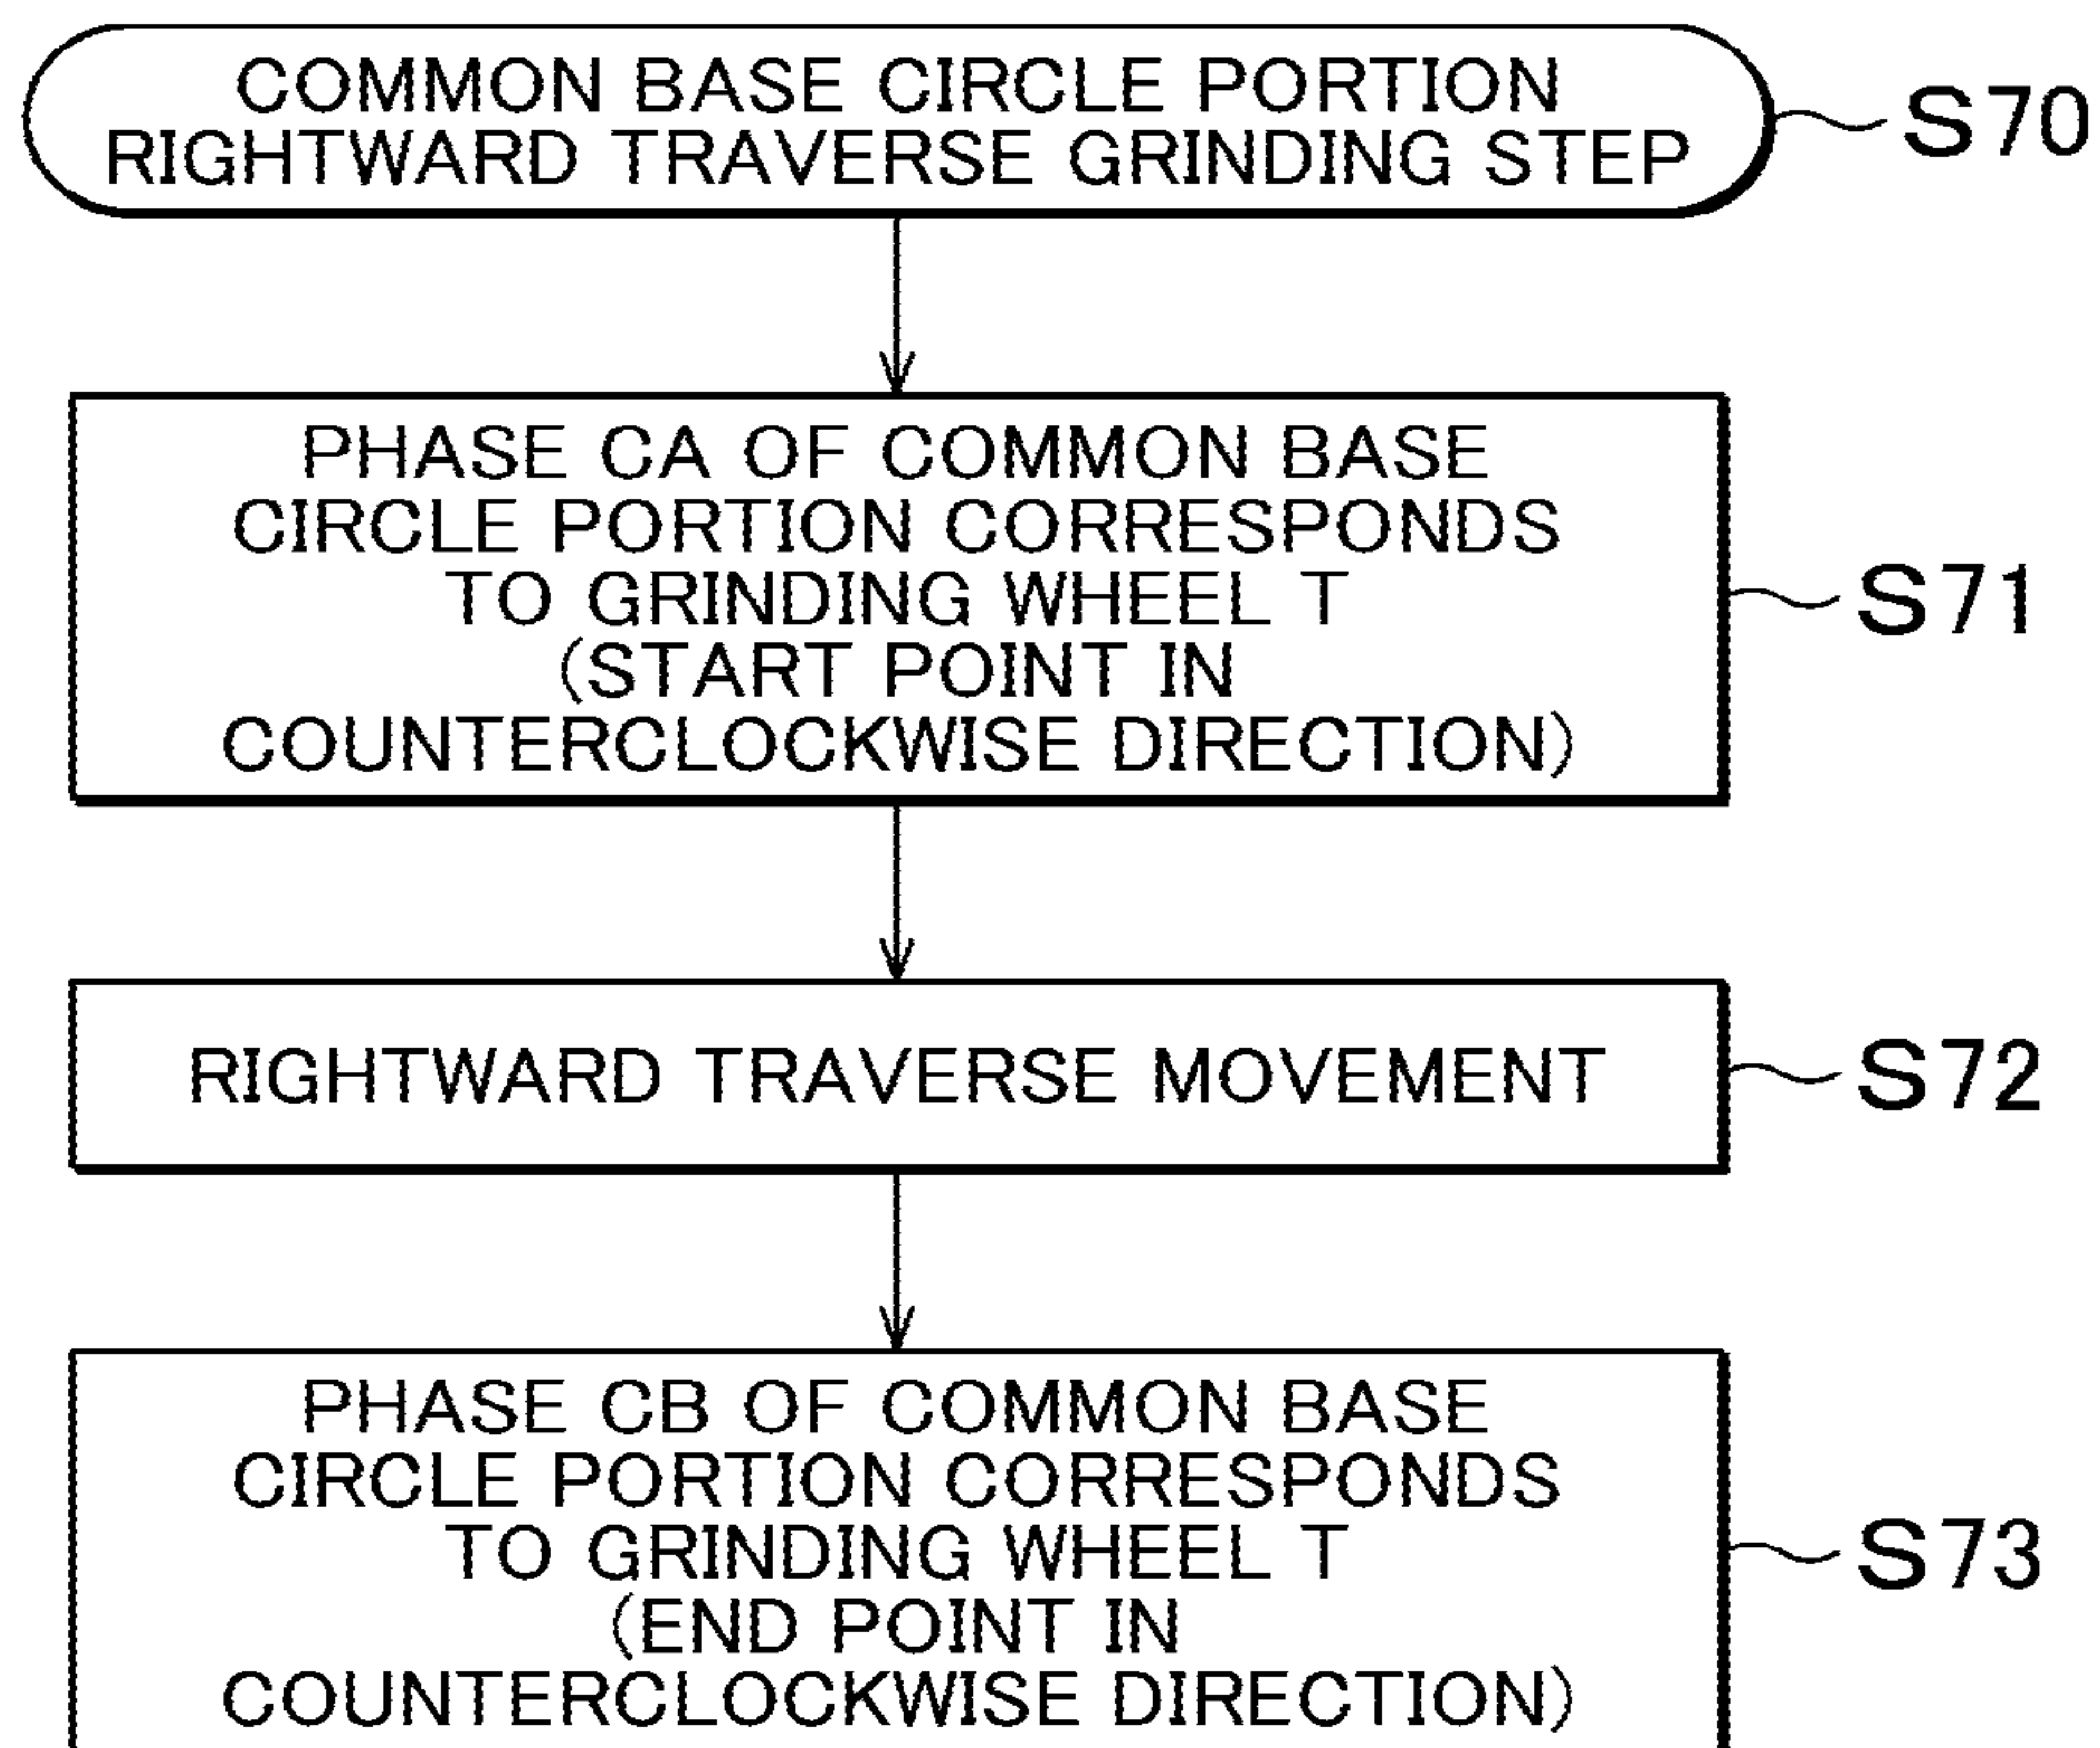 COMMON BASE CIRCLE PORTION
RIGHTWARD TRAVERSE GRINDING STEP
S70
PHASE CA OF COMMON BASE
CIRCLE PORTION CORRESPONDS
TO GRINDING WHEEL T
(START POINT IN
COUNTERCLOCKWISE DIRECTION)
S71
RIGHTWARD TRAVERSE MOVEMENT
S72
PHASE CB OF COMMON BASE
CIRCLE PORTION CORRESPONDS
TO GRINDING WHEEL T
(END POINT IN
COUNTERCLOCKWISE DIRECTION)
S73